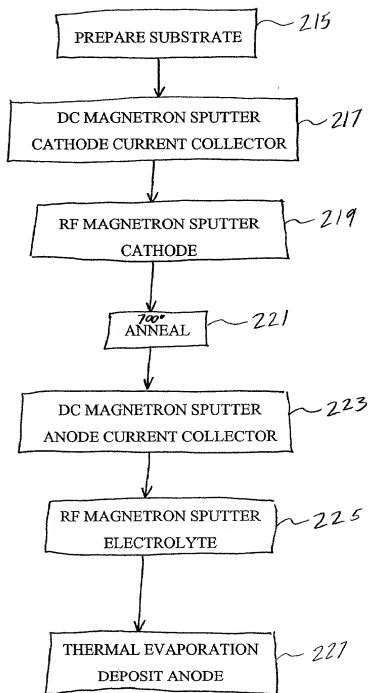 PREPARE SUBSTRATE
215
DC MAGNETRON SPUTTER
CATHODE CURRENT COLLECTOR
217
RF MAGNETRON SPUTTER
CATHODE
219
700°
ANNEAL
221
DC MAGNETRON SPUTTER
ANODE CURRENT COLLECTOR
223
RF MAGNETRON SPUTTER
ELECTROLYTE
225
THERMAL EVAPORATION
DEPOSIT ANODE
227